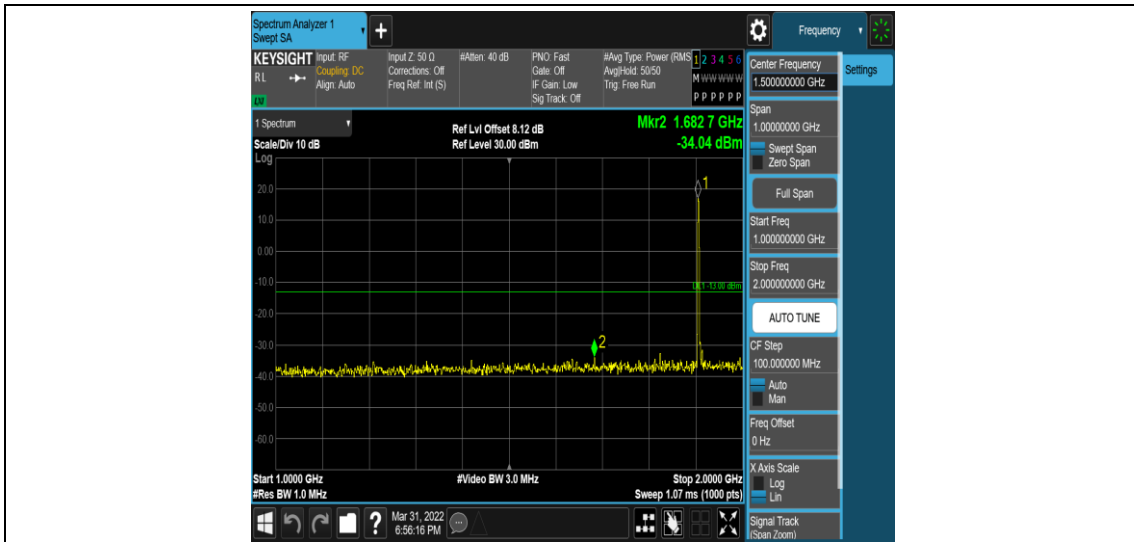 Spectrum Analyzer 1
Swept SA
+
Frequency
KEYSIGHT
RL
LXI
Input: RF
Coupling: DC
Align: Auto
Input Z: 50 Ω
Corrections: Off
Freq Ref: Int (S)
#Atten: 40 dB
PNO: Fast
Gate: Off
IF Gain: Low
Sig Track: Off
#Avg Type: Power (RMS
Avg|Hold: 50/50
Trig: Free Run
1 2 3 4 5 6
M W W W W W
P P P P P P
1 Spectrum
Scale/Div 10 dB
Log
Ref Lvl Offset 8.12 dB
Ref Level 30.00 dBm
Mkr2 1.682 7 GHz
-34.04 dBm
20.0
10.0
0.00
-10.0
-20.0
-30.0
-40.0
-50.0
-60.0
1
DL1 -13.00 dBm
2
Start 1.0000 GHz
#Res BW 1.0 MHz
#Video BW 3.0 MHz
Stop 2.0000 GHz
Sweep 1.07 ms (1000 pts)
Center Frequency
1.500000000 GHz
Settings
Span
1.00000000 GHz
Swept Span
Zero Span
Full Span
Start Freq
1.000000000 GHz
Stop Freq
2.000000000 GHz
AUTO TUNE
CF Step
100.000000 MHz
Auto
Man
Freq Offset
0 Hz
X Axis Scale
Log
Lin
Signal Track
(Span Zoom)
?
Mar 31, 2022
6:56:16 PM